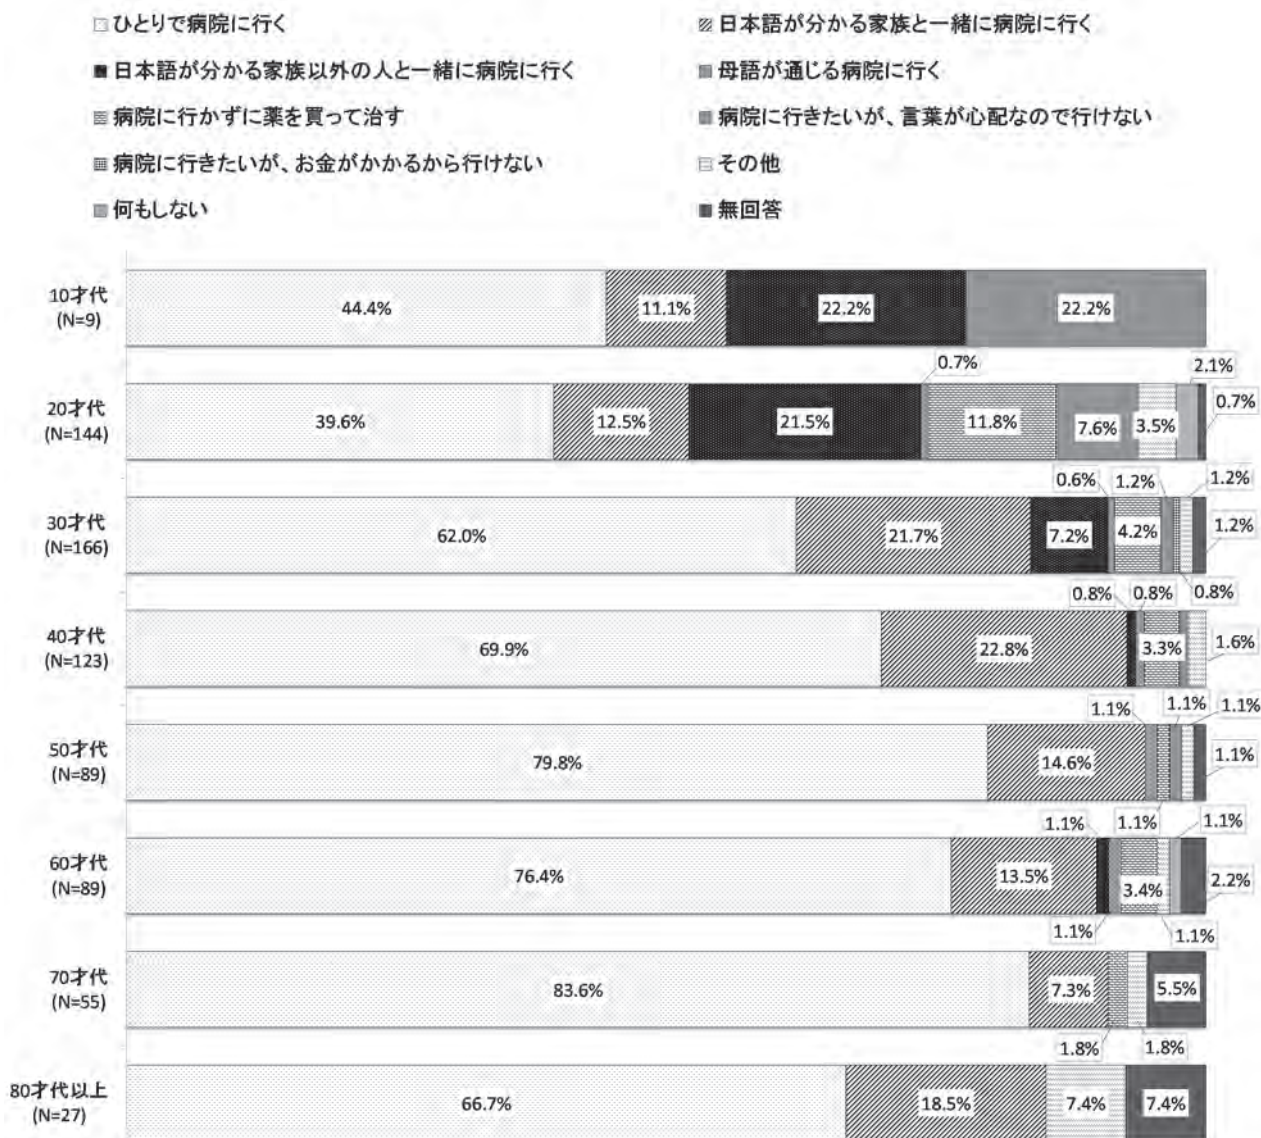 ひとりで病院に行く
日本語が分かる家族と一緒に病院に行く
日本語が分かる家族以外の人と一緒に病院に行く
母語が通じる病院に行く
病院に行かずに薬を買って治す
病院に行きたいが、言葉が心配なので行けない
病院に行きたいが、お金がかかるから行けない
その他
何もしない
無回答
10才代
(N=9)
44.4% 11.1% 22.2% 22.2%
0.7% 2.1%
20才代
(N=144)
39.6% 12.5% 21.5% 11.8% 7.6% 3.5% 0.7%
0.6% 1.2% 1.2%
30才代
(N=166)
62.0% 21.7% 7.2% 4.2% 1.2%
0.8%
0.8% 0.8%
40才代
(N=123)
69.9% 22.8% 3.3% 1.6%
1.1% 1.1% 1.1%
50才代
(N=89)
79.8% 14.6% 1.1%
1.1% 1.1% 1.1%
60才代
(N=89)
76.4% 13.5% 3.4% 2.2%
1.1% 1.1%
70才代
(N=55)
83.6% 7.3% 5.5%
1.8% 1.8%
80才代以上
(N=27)
66.7% 18.5% 7.4% 7.4%